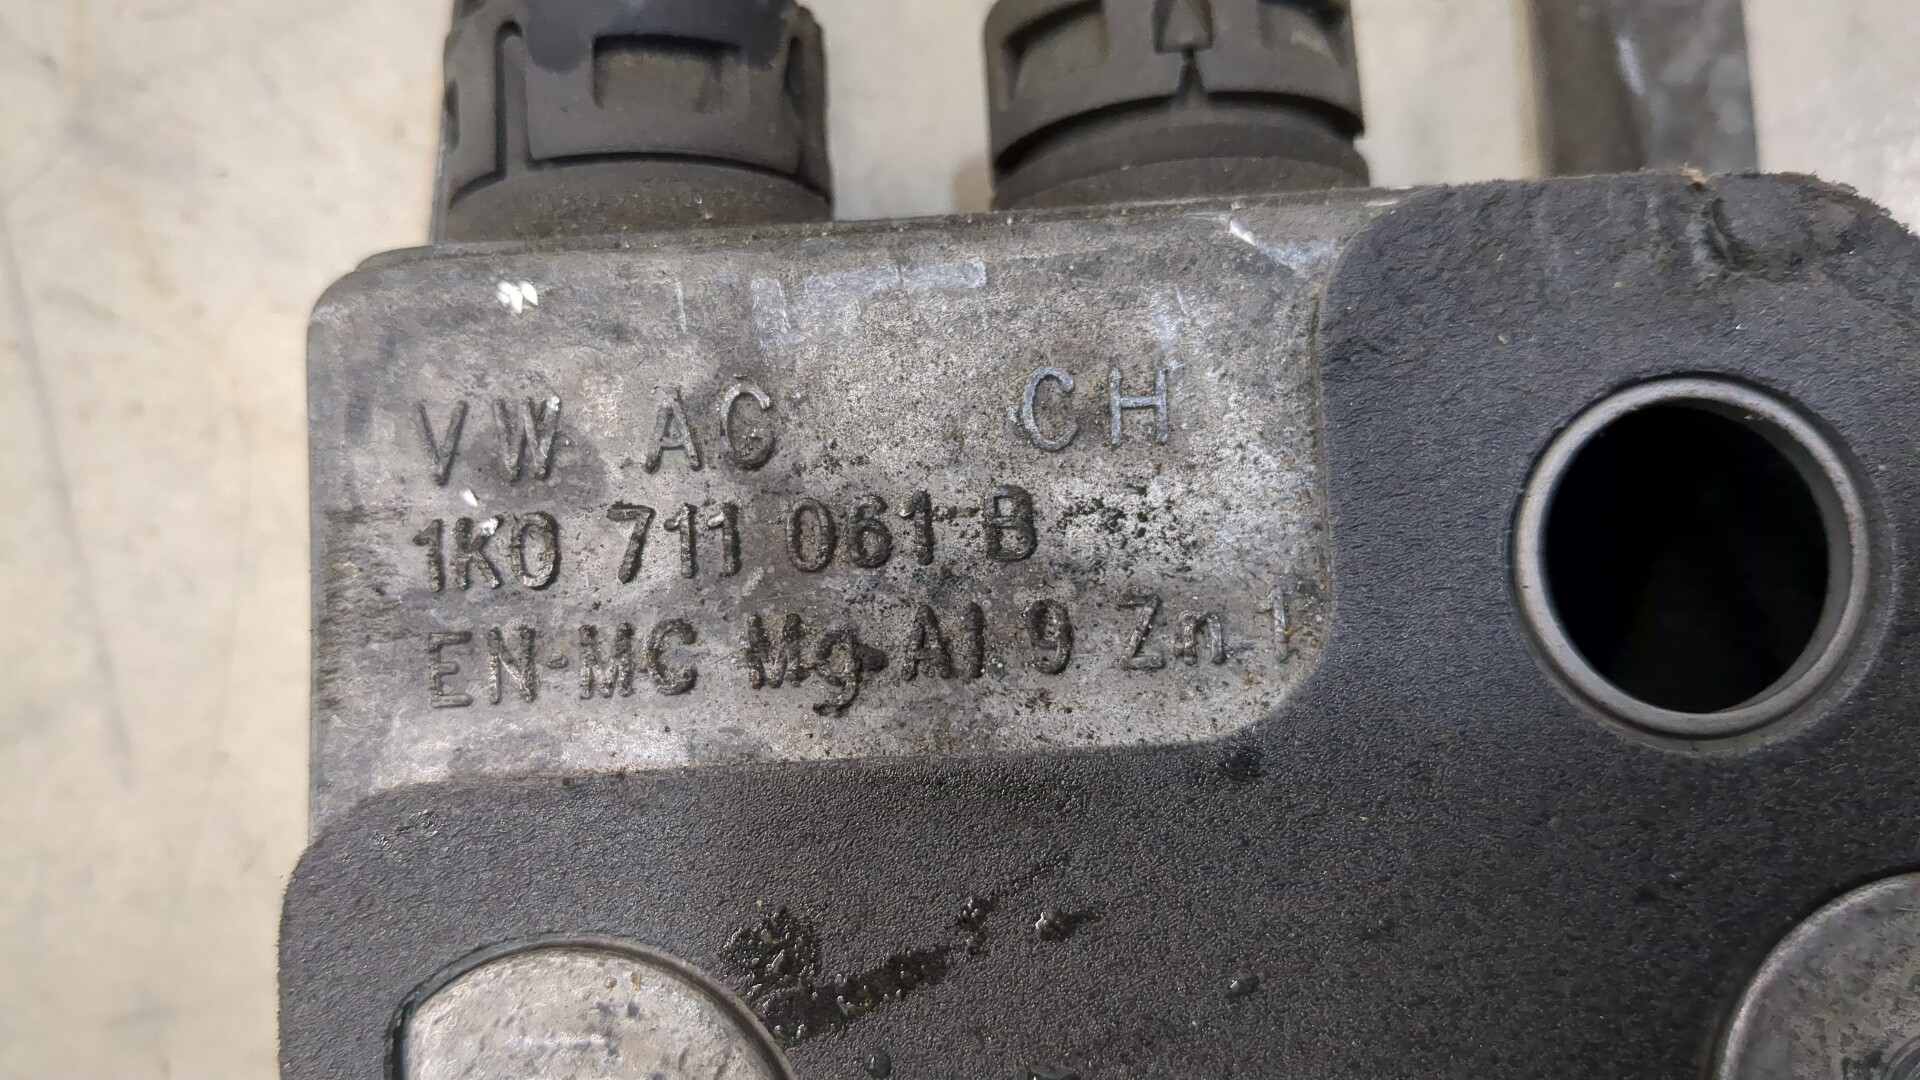 VW AG CH
1K0 711 061 B
EN-MC Mg Al 9 Zn 1